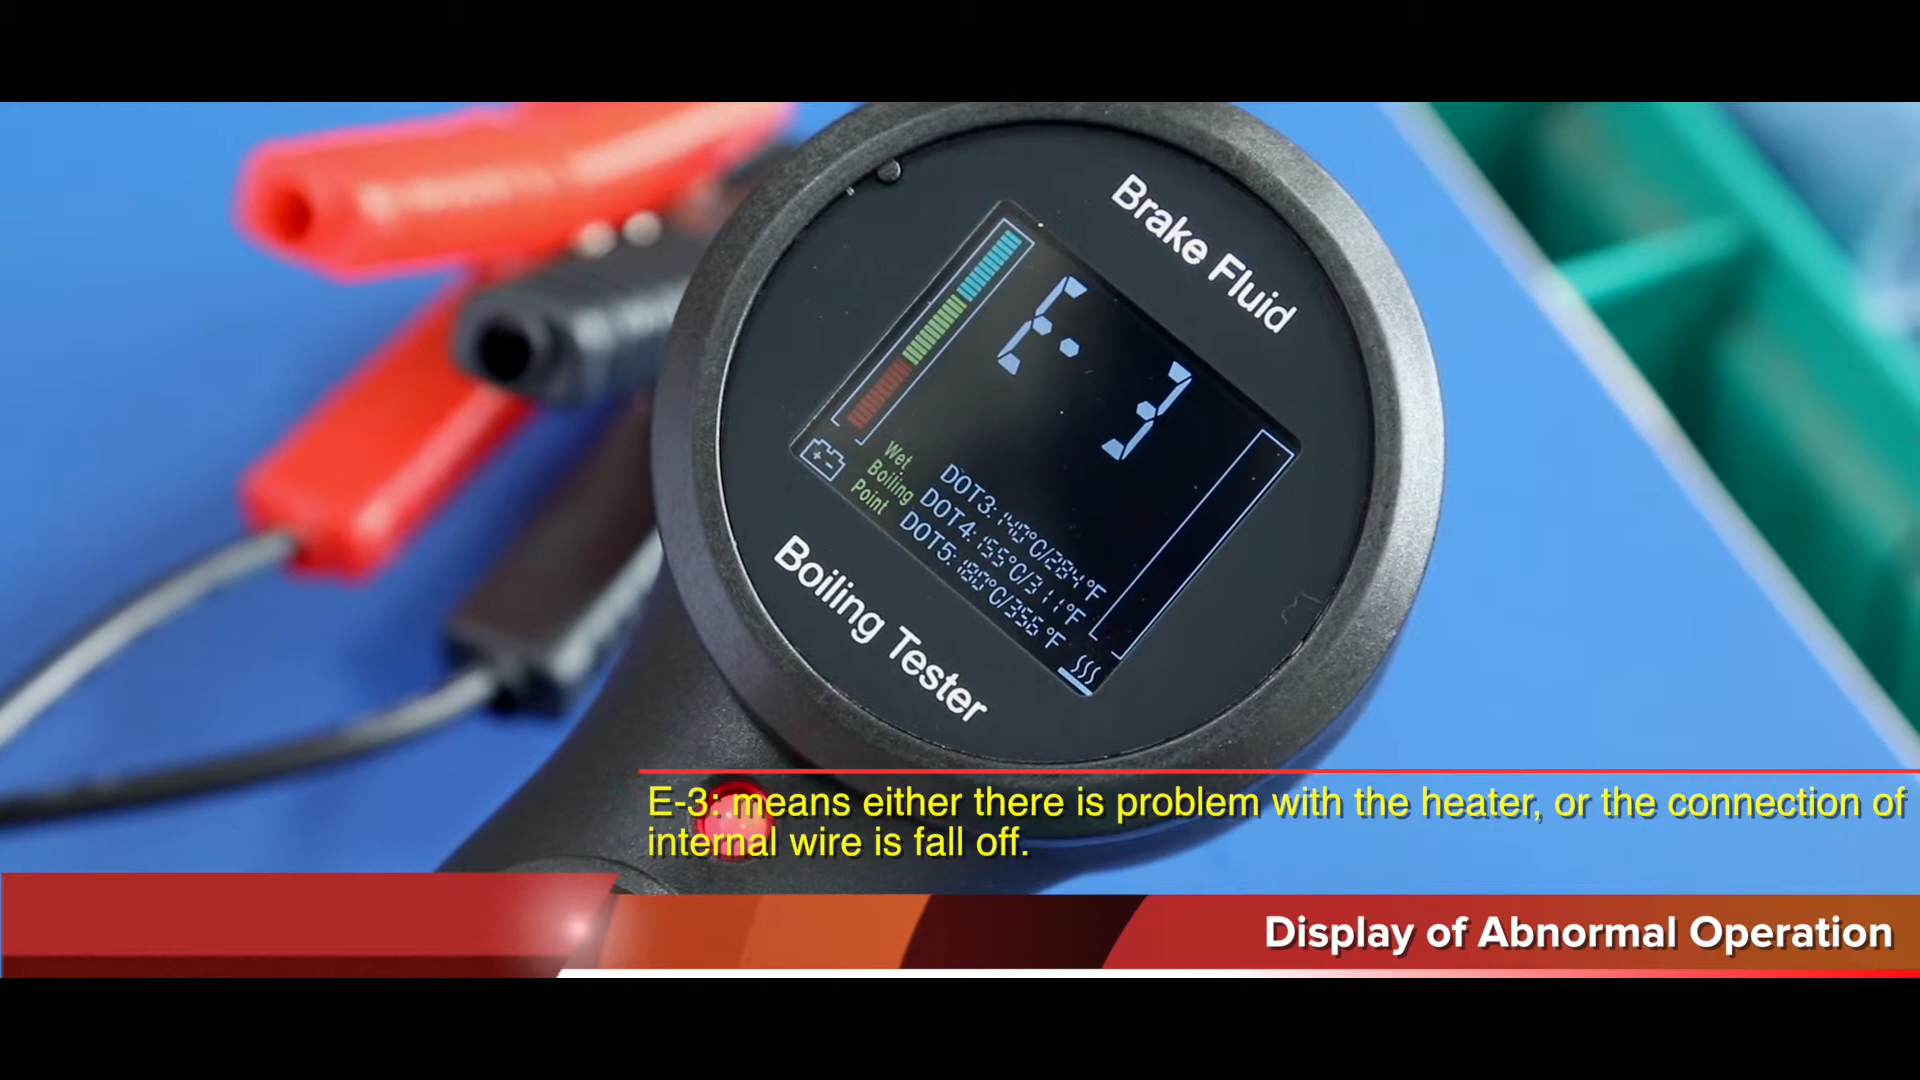 Brake Fluid
E-3
Wet
Boiling
Point
DOT3:140°C/284°F
DOT4:155°C/311°F
DOT5:180°C/356°F
Boiling Tester
E-3: means either there is problem with the heater, or the connection of
internal wire is fall off.
Display of Abnormal Operation